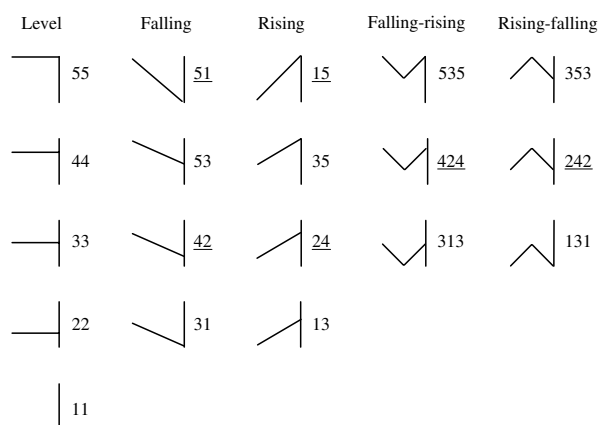 Level Falling Rising Falling-rising Rising-falling
55 51 15 535 353
44 53 35 424 242
33 42 24 313 131
22 31 13
11